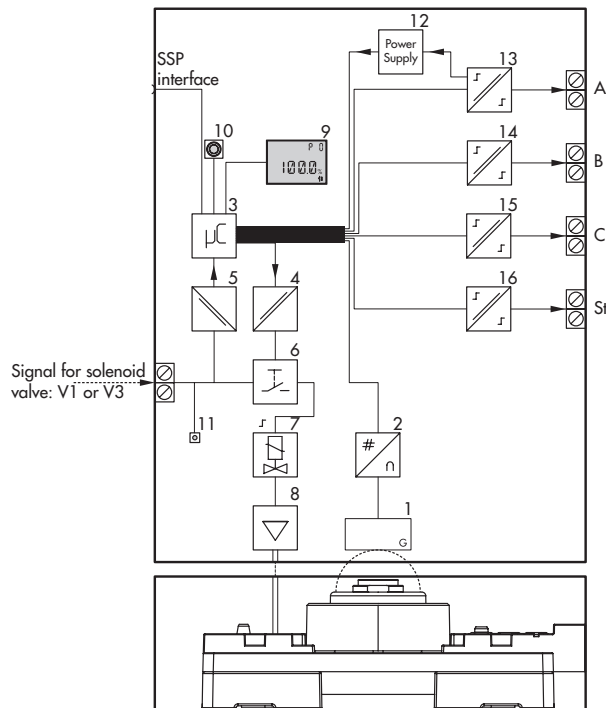 12
Power
Supply
13
A
SSP
interface
10
9
P 0
100.0%
14
B
3
µC
15
C
5
4
16
St
6
Signal for solenoid
valve: V1 or V3
11
7
2
#
∩
8
1
G